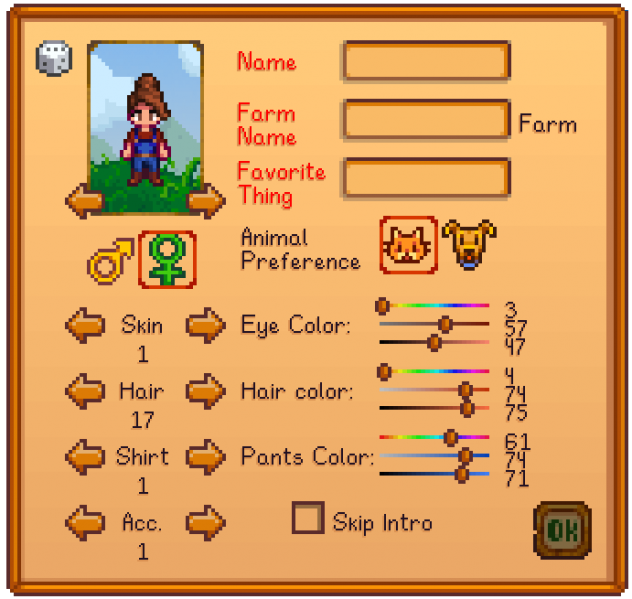 Name
Farm
Name
Farm
Favorite
Thing
Animal
Preference
Skin
1
Eye Color:
3
57
47
Hair
17
Hair color:
4
74
75
Shirt
1
Pants Color:
61
74
71
Acc.
1
Skip Intro
OK